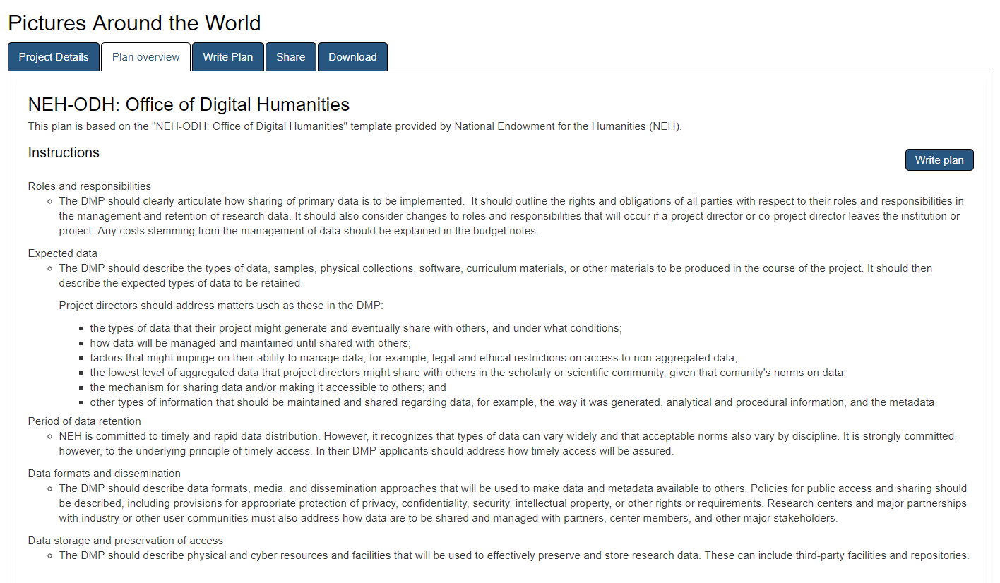 Pictures Around the World
Project Details
Plan overview
Write Plan
Share
Download
NEH-ODH: Office of Digital Humanities
This plan is based on the "NEH-ODH: Office of Digital Humanities" template provided by National Endowment for the Humanities (NEH).
Instructions
Write plan
Roles and responsibilities
The DMP should clearly articulate how sharing of primary data is to be implemented.  It should outline the rights and obligations of all parties with respect to their roles and responsibilities in
the management and retention of research data. It should also consider changes to roles and responsibilities that will occur if a project director or co-project director leaves the institution or
project. Any costs stemming from the management of data should be explained in the budget notes.
Expected data
The DMP should describe the types of data, samples, physical collections, software, curriculum materials, or other materials to be produced in the course of the project. It should then
describe the expected types of data to be retained.
Project directors should address matters usch as these in the DMP:
the types of data that their project might generate and eventually share with others, and under what conditions;
how data will be managed and maintained until shared with others;
factors that might impinge on their ability to manage data, for example, legal and ethical restrictions on access to non-aggregated data;
the lowest level of aggregated data that project directors might share with others in the scholarly or scientific community, given that comunity's norms on data;
the mechanism for sharing data and/or making it accessible to others; and
other types of information that should be maintained and shared regarding data, for example, the way it was generated, analytical and procedural information, and the metadata.
Period of data retention
NEH is committed to timely and rapid data distribution. However, it recognizes that types of data can vary widely and that acceptable norms also vary by discipline. It is strongly committed,
however, to the underlying principle of timely access. In their DMP applicants should address how timely access will be assured.
Data formats and dissemination
The DMP should describe data formats, media, and dissemination approaches that will be used to make data and metadata available to others. Policies for public access and sharing should
be described, including provisions for appropriate protection of privacy, confidentiality, security, intellectual property, or other rights or requirements. Research centers and major partnerships
with industry or other user communities must also address how data are to be shared and managed with partners, center members, and other major stakeholders.
Data storage and preservation of access
The DMP should describe physical and cyber resources and facilities that will be used to effectively preserve and store research data. These can include third-party facilities and repositories.